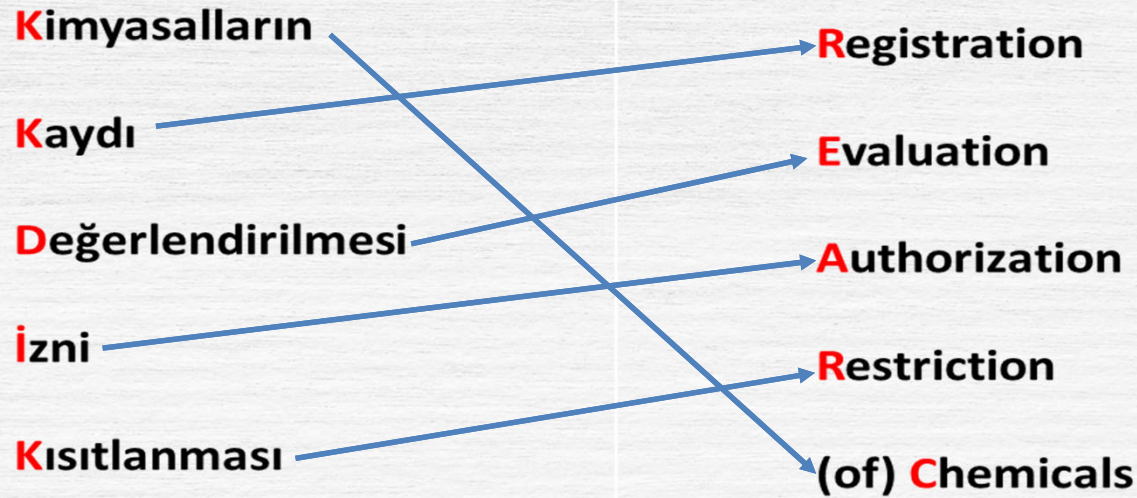 Kimyasalların
Kaydı
Değerlendirilmesi
İzni
Kısıtlanması
Registration
Evaluation
Authorization
Restriction
(of) Chemicals